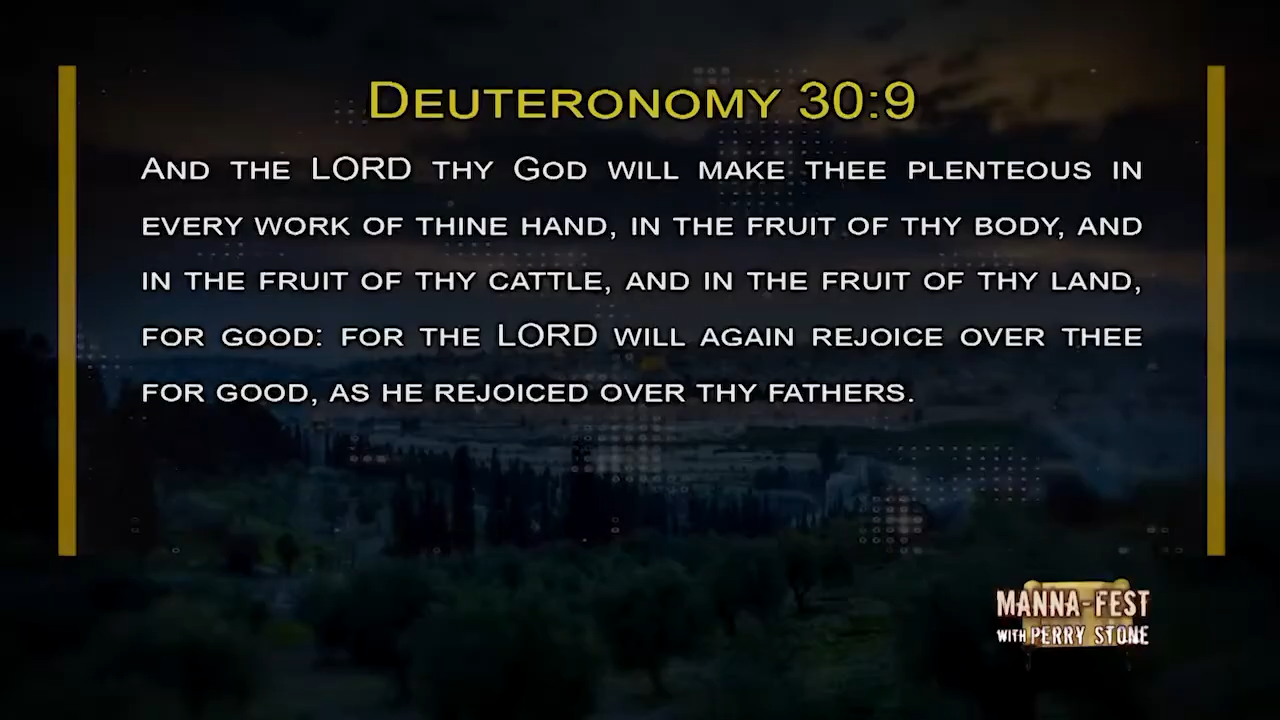 Deuteronomy 30:9
And the LORD thy God will make thee plenteous in
every work of thine hand, in the fruit of thy body, and
in the fruit of thy cattle, and in the fruit of thy land,
for good: for the LORD will again rejoice over thee
for good, as he rejoiced over thy fathers.
MANNA-FEST
WITH PERRY STONE